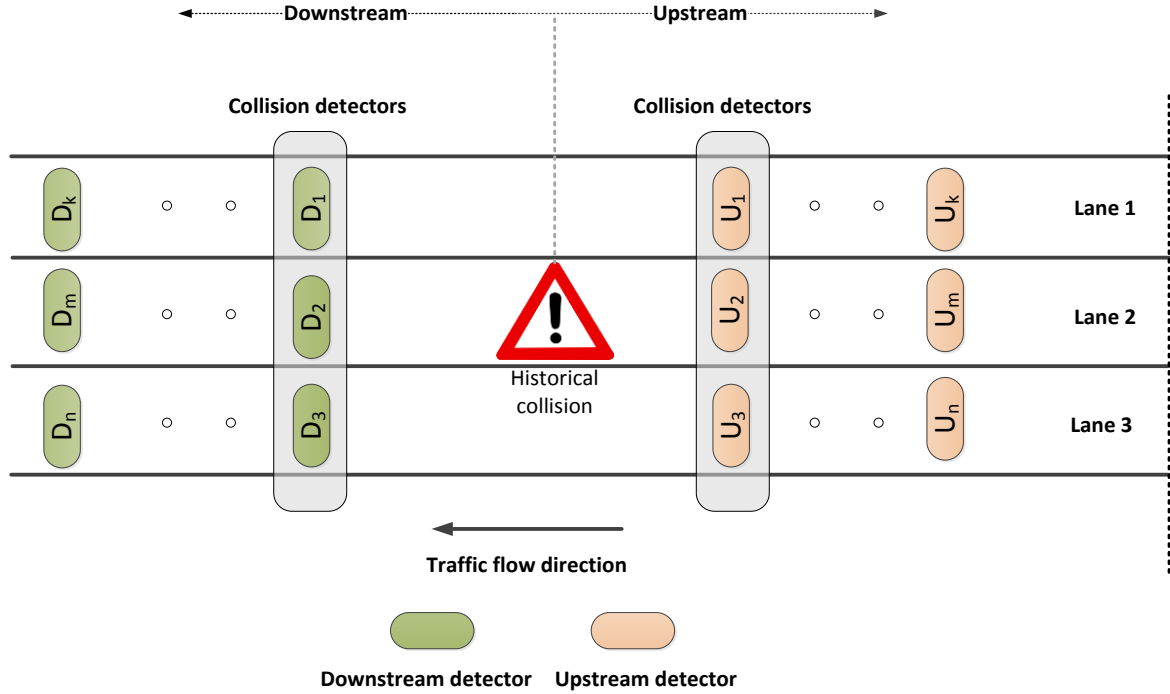 Downstream Upstream
Collision detectors Collision detectors
D₁ U₁
Dₖ Uₖ Lane 1
D₂ U₂
Dₘ Uₘ Lane 2
Historical
collision
D₃ U₃
Dₙ Uₙ Lane 3
Traffic flow direction
Downstream detector Upstream detector